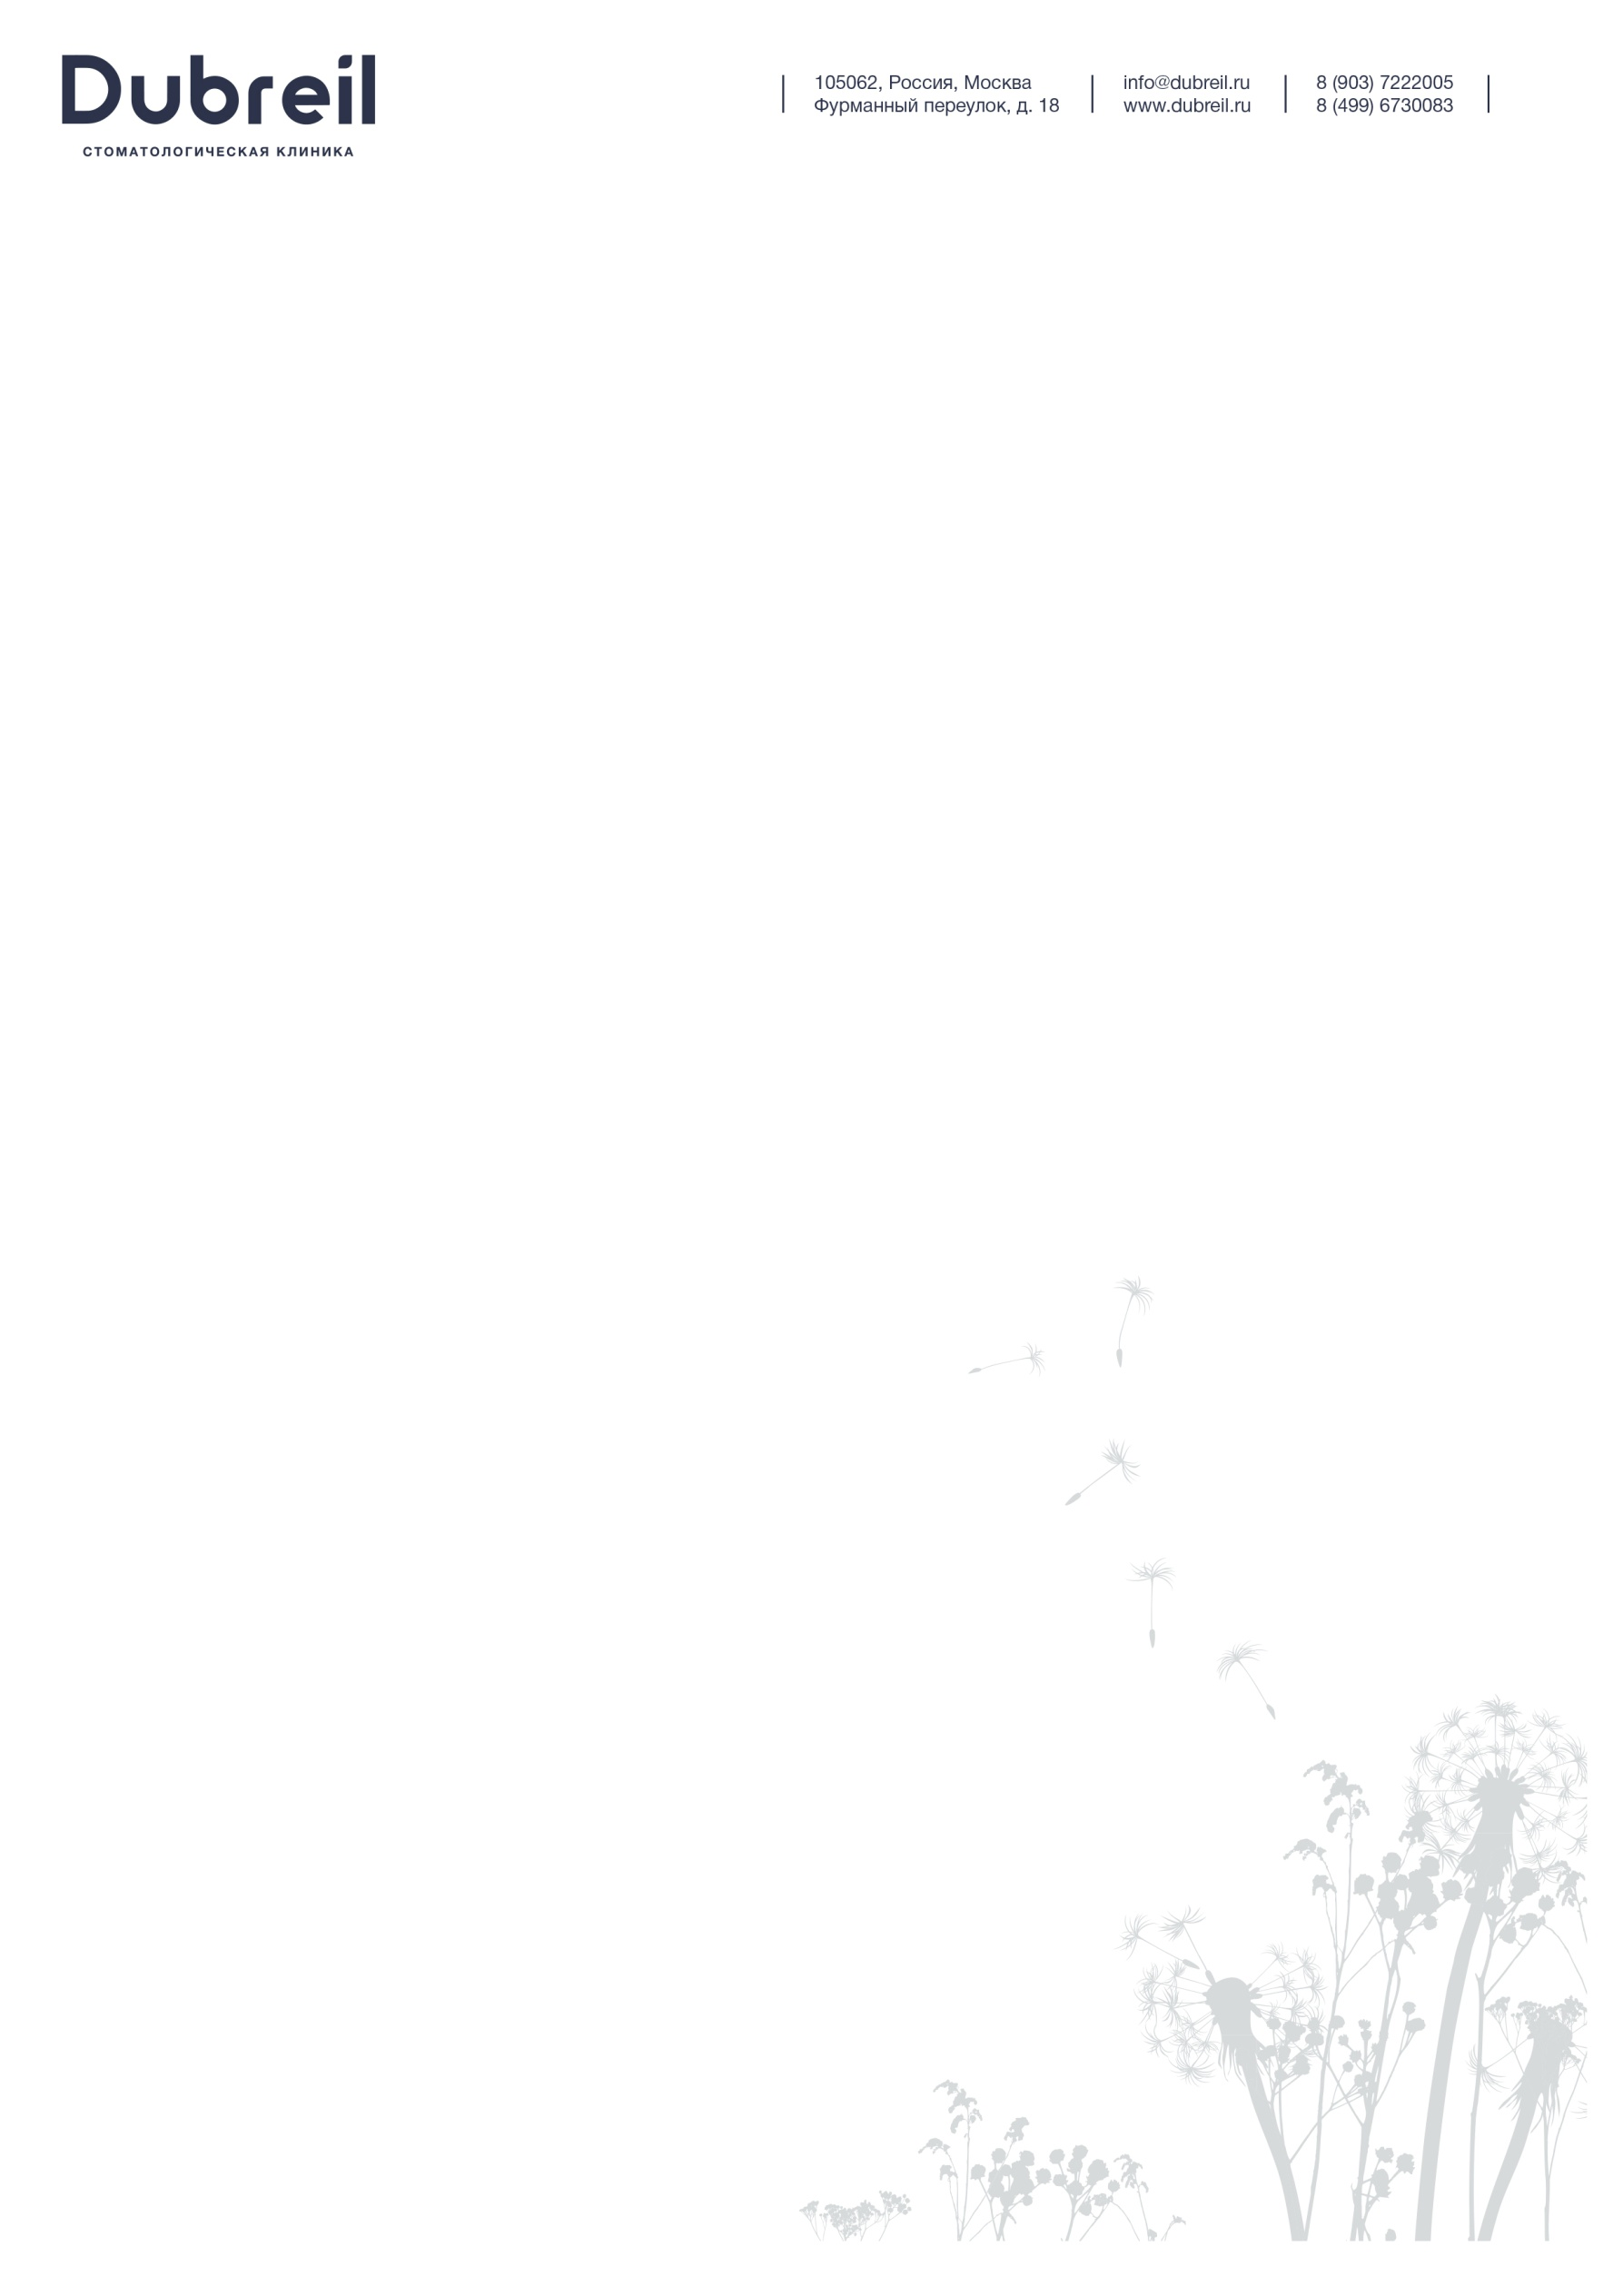 Dubreil
СТОМАТОЛОГИЧЕСКАЯ КЛИНИКА
105062, Россия, Москва
Фурманный переулок, д. 18
info@dubreil.ru
www.dubreil.ru
8 (903) 7222005
8 (499) 6730083